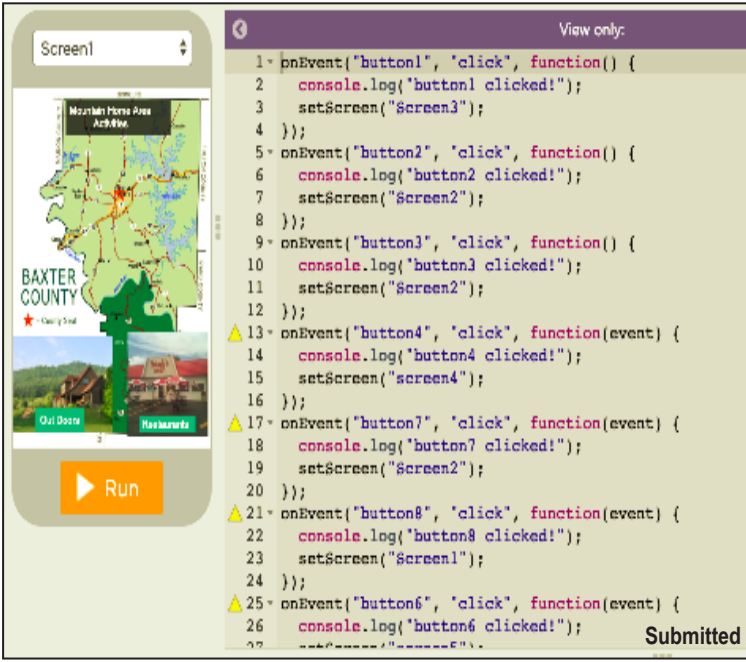 Screen1
Mountain Home Area
Activities
BAXTER
COUNTY
= County Seat
Out Doors
Restaurants
Run
View only:
1 onEvent("button1", "click", function() {
2 console.log("button1 clicked!");
3 setScreen("Screen3");
4 });
5 onEvent("button2", "click", function() {
6 console.log("button2 clicked!");
7 setScreen("Screen2");
8 });
9 onEvent("button3", "click", function() {
10 console.log("button3 clicked!");
11 setScreen("Screen2");
12 });
13 onEvent("button4", "click", function(event) {
14 console.log("button4 clicked!");
15 setScreen("screen4");
16 });
17 onEvent("button7", "click", function(event) {
18 console.log("button7 clicked!");
19 setScreen("Screen2");
20 });
21 onEvent("button8", "click", function(event) {
22 console.log("button8 clicked!");
23 setScreen("Screen1");
24 });
25 onEvent("button6", "click", function(event) {
26 console.log("button6 clicked!");
27 setScreen("screen5");
Submitted